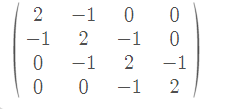 2 −1 0 0
−1 2 −1 0
0 −1 2 −1
0 0 −1 2